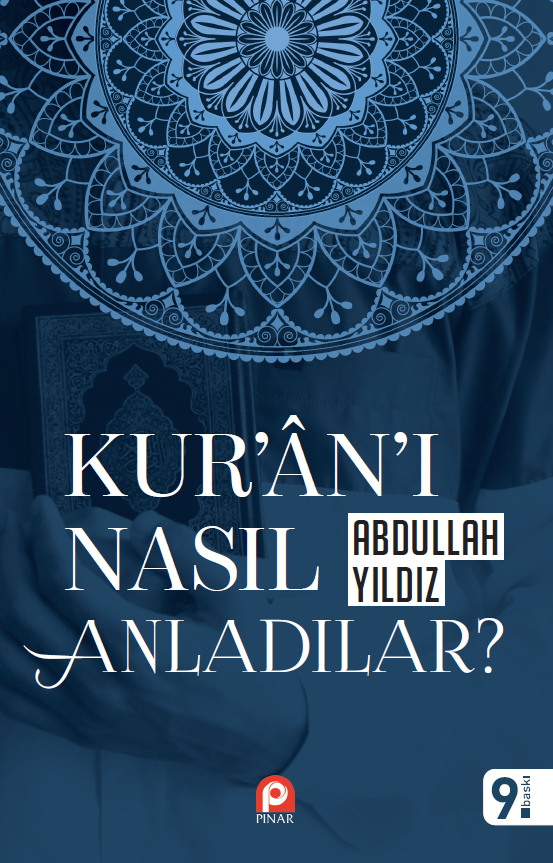 KUR’ÂN’I
NASIL
ABDULLAH
YILDIZ
ANLADILAR?
PINAR
9. baskı